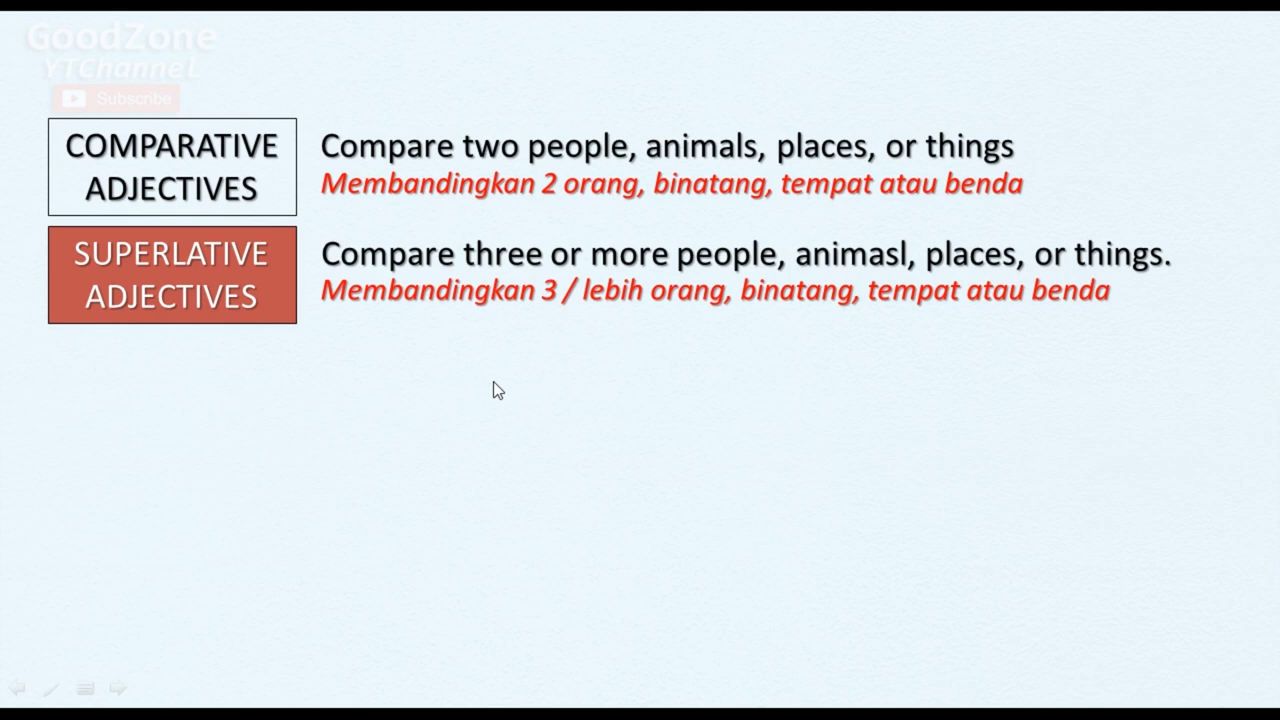 GoodZone
YTChannel
Subscribe
COMPARATIVE
ADJECTIVES
Compare two people, animals, places, or things
Membandingkan 2 orang, binatang, tempat atau benda
SUPERLATIVE
ADJECTIVES
Compare three or more people, animasl, places, or things.
Membandingkan 3 / lebih orang, binatang, tempat atau benda